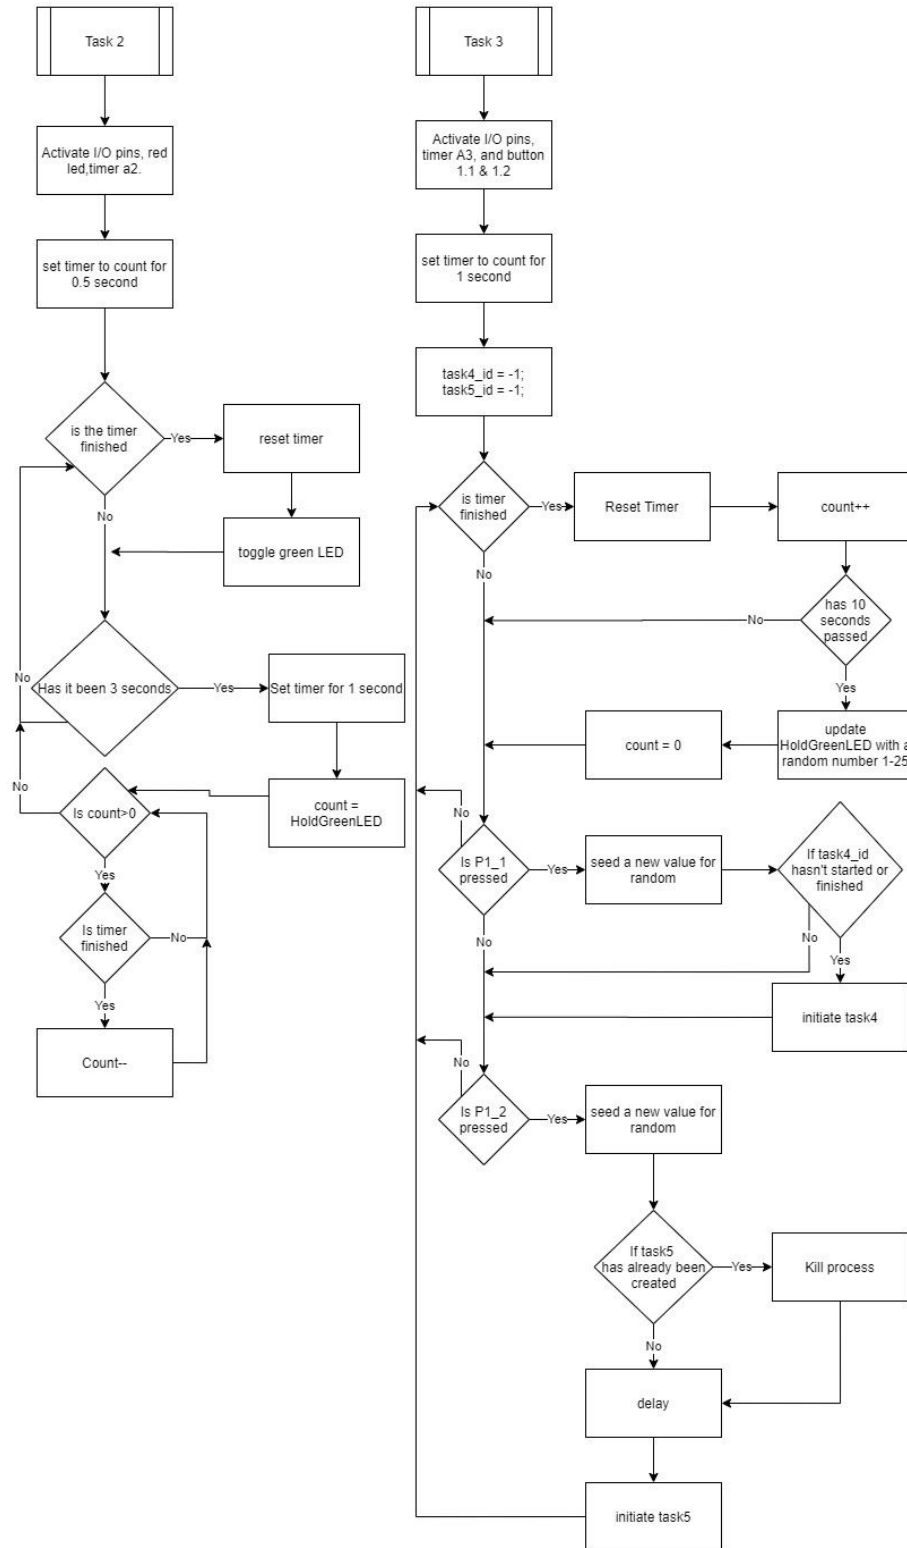 Task 2
Activate I/O pins, red
led,timer a2.
set timer to count for
0.5 second
is the timer
finished
Yes
reset timer
No
toggle green LED
Has it been 3 seconds
Yes
Set timer for 1 second
No
count =
HoldGreenLED
Is count>0
No
Yes
Is timer
finished
No
Yes
Count--
Task 3
Activate I/O pins,
timer A3, and button
1.1 & 1.2
set timer to count for
1 second
task4_id = -1;
task5_id = -1;
is timer
finished
Yes
Reset Timer
count++
No
has 10
seconds
passed
No
Yes
update
HoldGreenLED with a
random number 1-25
count = 0
No
Is P1_1
pressed
Yes
seed a new value for
random
If task4_id
hasn't started or
finished
No
No
Yes
initiate task4
No
Is P1_2
pressed
Yes
seed a new value for
random
If task5
has already been
created
Yes
Kill process
No
delay
initiate task5